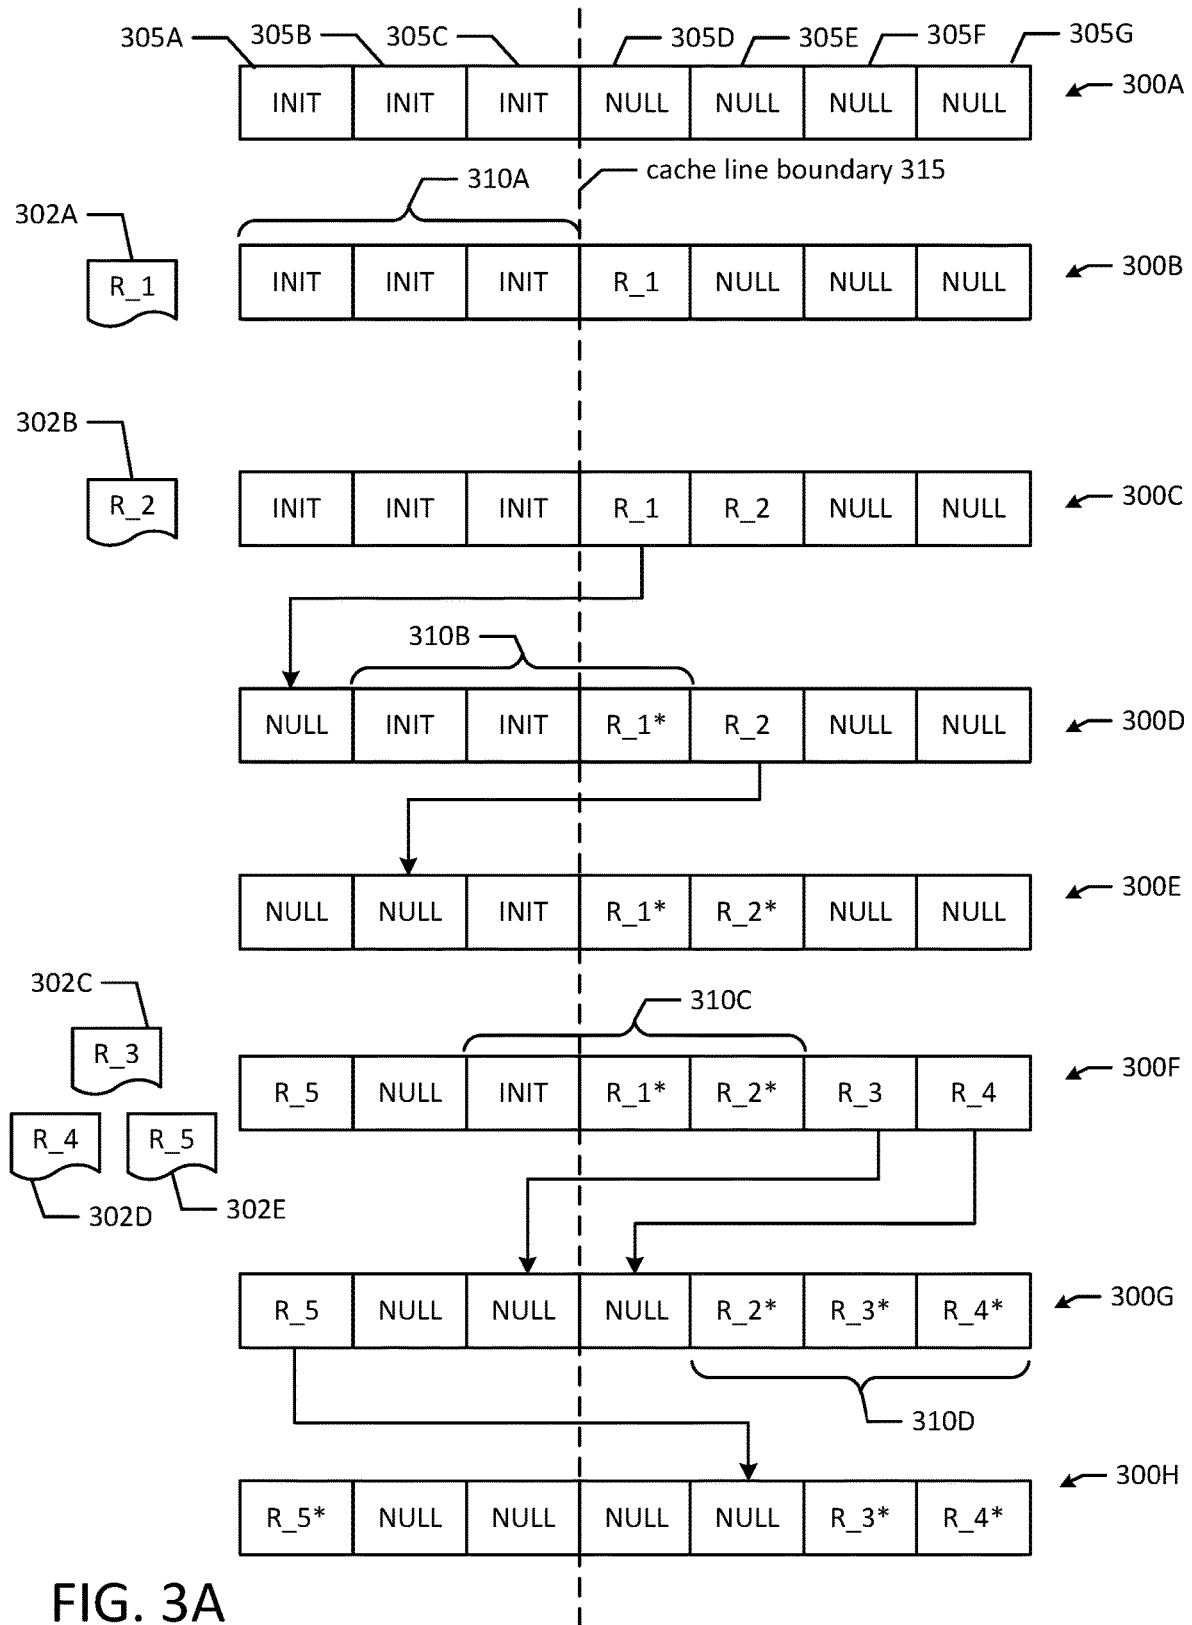 305A 305B 305C 305D 305E 305F 305G
INIT INIT INIT NULL NULL NULL NULL 300A
310A cache line boundary 315
302A
R_1 INIT INIT INIT R_1 NULL NULL NULL 300B
302B
R_2 INIT INIT INIT R_1 R_2 NULL NULL 300C
310B
NULL INIT INIT R_1* R_2 NULL NULL 300D
NULL NULL INIT R_1* R_2* NULL NULL 300E
302C 310C
R_3
R_5 NULL INIT R_1* R_2* R_3 R_4 300F
R_4 R_5
302D 302E
R_5 NULL NULL NULL R_2* R_3* R_4* 300G
310D
300H
R_5* NULL NULL NULL NULL R_3* R_4*
FIG. 3A